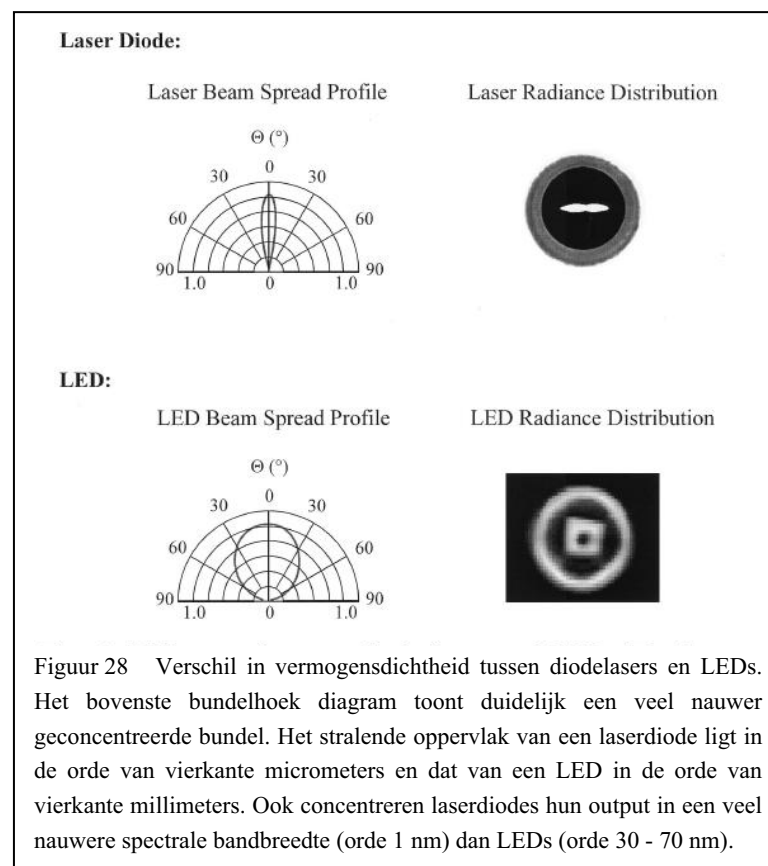 Laser Diode:
Laser Beam Spread Profile
Laser Radiance Distribution
Θ (°)
0
30 30
60 60
90 90
1.0 0 1.0
LED:
LED Beam Spread Profile
LED Radiance Distribution
Θ (°)
0
30 30
60 60
90 90
1.0 0 1.0
Figuur 28 Verschil in vermogensdichtheid tussen diodelasers en LEDs.
Het bovenste bundelhoek diagram toont duidelijk een veel nauwer
geconcentreerde bundel. Het stralende oppervlak van een laserdiode ligt in
de orde van vierkante micrometers en dat van een LED in de orde van
vierkante millimeters. Ook concentreren laserdiodes hun output in een veel
nauwere spectrale bandbreedte (orde 1 nm) dan LEDs (orde 30 - 70 nm).